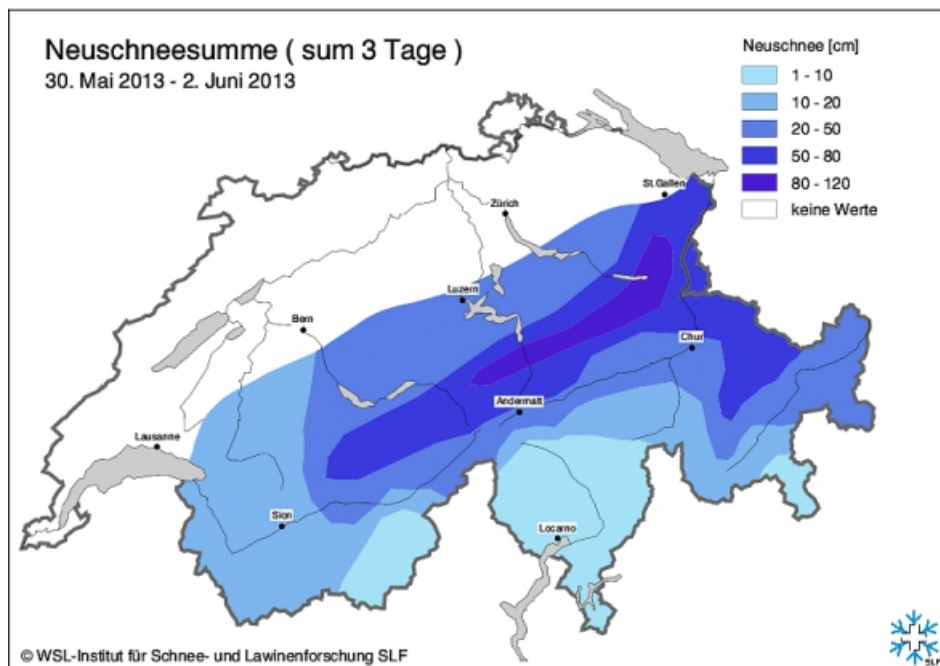 Neuschneesumme ( sum 3 Tage )
30. Mai 2013 - 2. Juni 2013
Neuschnee [cm]
1 - 10
10 - 20
20 - 50
50 - 80
80 - 120
keine Werte
St.Gallen
Zürich
Luzern
Bern
Chur
Andermatt
Lausanne
Sion
Locarno
© WSL-Institut für Schnee- und Lawinenforschung SLF
SLF